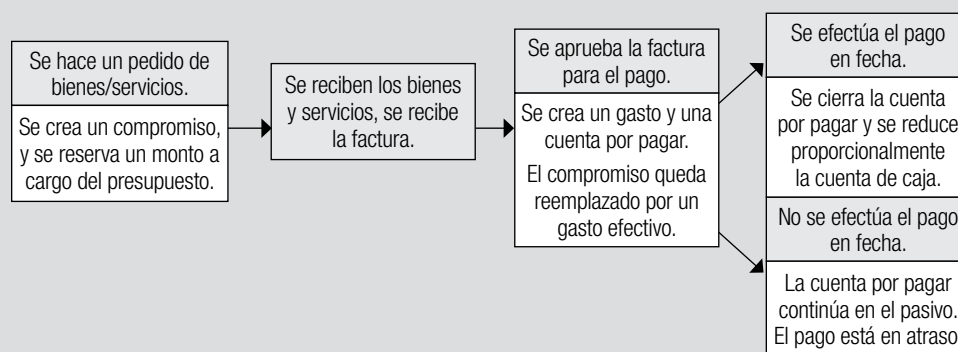 Se hace un pedido de
bienes/servicios.
Se crea un compromiso,
y se reserva un monto a
cargo del presupuesto.
Se reciben los bienes
y servicios, se recibe
la factura.
Se aprueba la factura
para el pago.
Se crea un gasto y una
cuenta por pagar.
El compromiso queda
reemplazado por un
gasto efectivo.
Se efectúa el pago
en fecha.
Se cierra la cuenta
por pagar y se reduce
proporcionalmente
la cuenta de caja.
No se efectúa el pago
en fecha.
La cuenta por pagar
continúa en el pasivo.
El pago está en atraso